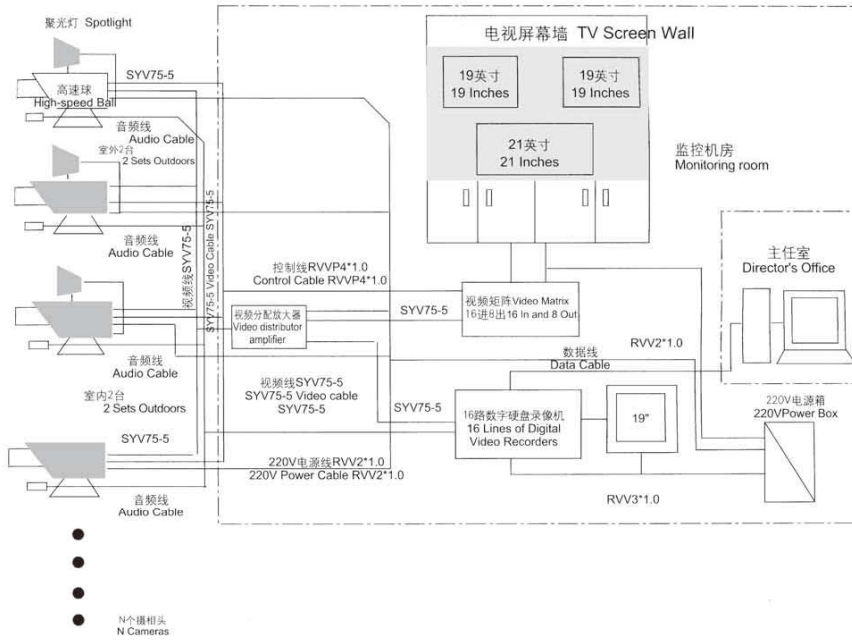 聚光灯 Spotlight
SYV75-5
高速球
High-speed Ball
音频线
Audio Cable
室外2台
2 Sets Outdoors
音频线
Audio Cable
视频线SYV75-5
SYV75-5 Video Cable SYV75-5
音频线
Audio Cable
室内2台
2 Sets Outdoors
SYV75-5
音频线
Audio Cable
N个摄相头
N Cameras
电视屏幕墙 TV Screen Wall
19英寸
19 Inches
19英寸
19 Inches
21英寸
21 Inches
监控机房
Monitoring room
主任室
Director's Office
控制线RVVP4*1.0
Control Cable RVVP4*1.0
视频分配放大器
Video distributor
amplifier
SYV75-5
视频矩阵Video Matrix
16进8出16 In and 8 Out
RVV2*1.0
数据线
Data Cable
视频线SYV75-5
SYV75-5 Video cable
SYV75-5
SYV75-5
16路数字硬盘录像机
16 Lines of Digital
Video Recorders
19"
220V电源箱
220VPower Box
220V电源线RVV2*1.0
220V Power Cable RVV2*1.0
RVV3*1.0